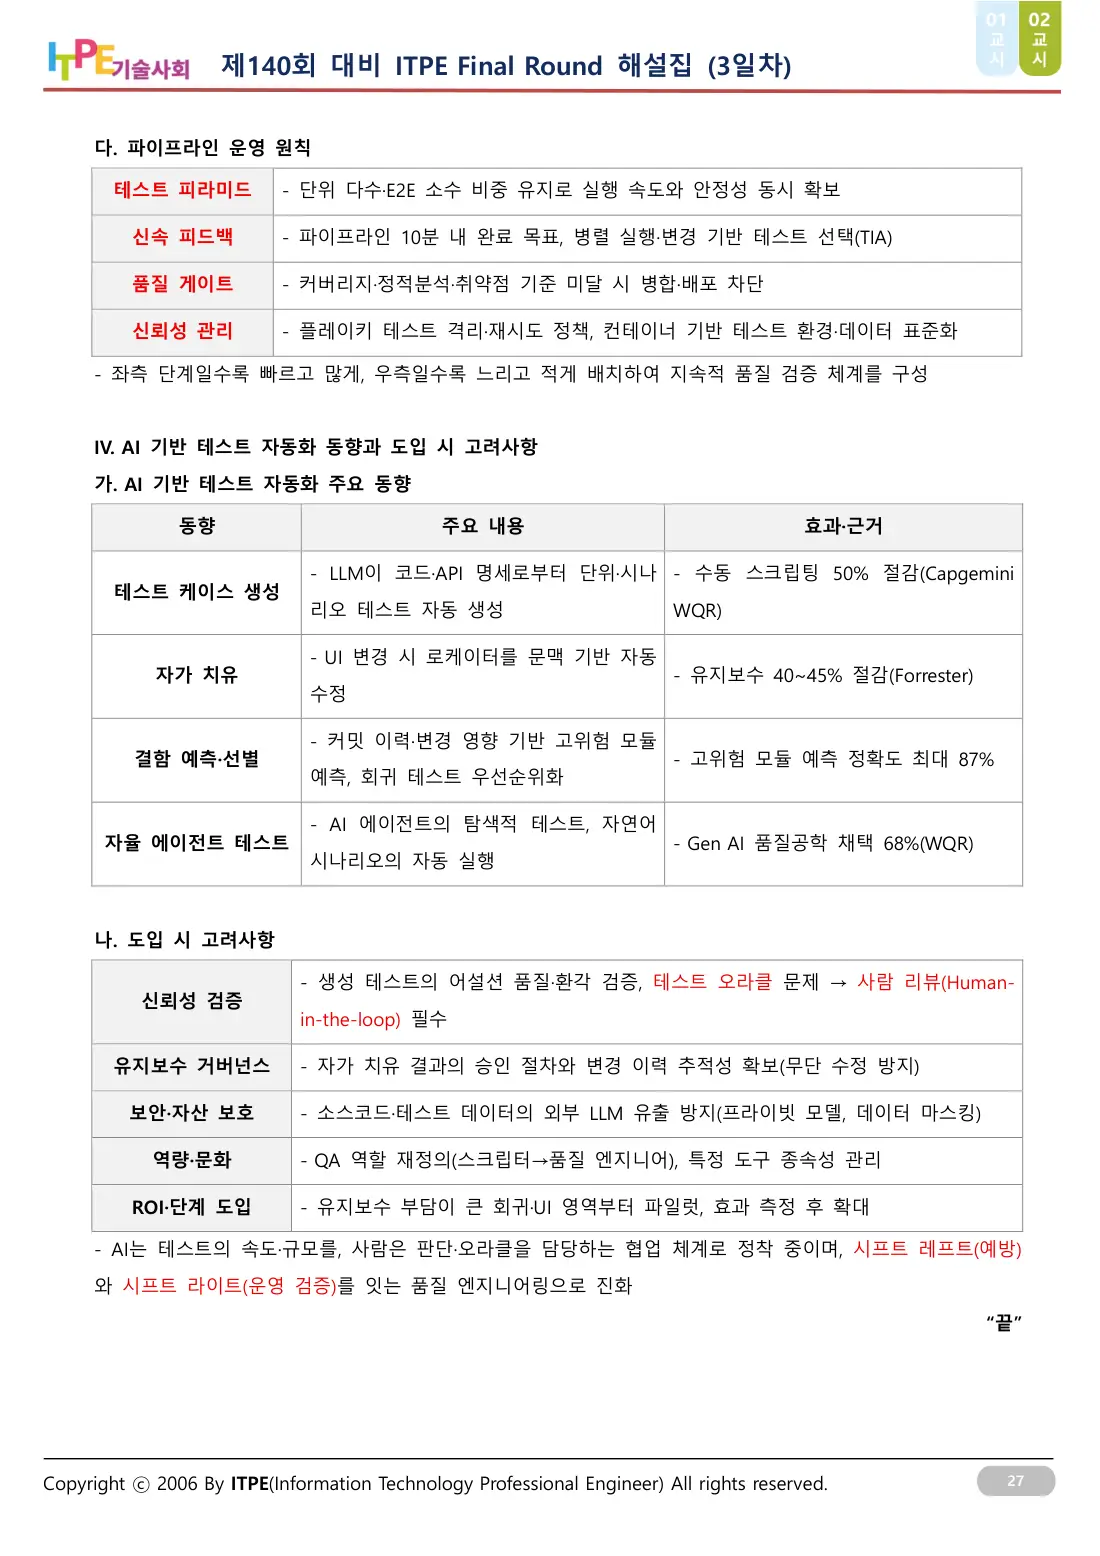 01
교
시
02
교
시
ITPE기술사회
제140회 대비 ITPE Final Round 해설집 (3일차)
다. 파이프라인 운영 원칙
테스트 피라미드 - 단위 다수·E2E 소수 비중 유지로 실행 속도와 안정성 동시 확보
신속 피드백 - 파이프라인 10분 내 완료 목표, 병렬 실행·변경 기반 테스트 선택(TIA)
품질 게이트 - 커버리지·정적분석·취약점 기준 미달 시 병합·배포 차단
신뢰성 관리 - 플레이키 테스트 격리·재시도 정책, 컨테이너 기반 테스트 환경·데이터 표준화
- 좌측 단계일수록 빠르고 많게, 우측일수록 느리고 적게 배치하여 지속적 품질 검증 체계를 구성
IV. AI 기반 테스트 자동화 동향과 도입 시 고려사항
가. AI 기반 테스트 자동화 주요 동향
동향 주요 내용 효과·근거
테스트 케이스 생성
- LLM이 코드·API 명세로부터 단위·시나
리오 테스트 자동 생성
- 수동 스크립팅 50% 절감(Capgemini
WQR)
자가 치유
- UI 변경 시 로케이터를 문맥 기반 자동
수정
- 유지보수 40~45% 절감(Forrester)
결함 예측·선별
- 커밋 이력·변경 영향 기반 고위험 모듈
예측, 회귀 테스트 우선순위화
- 고위험 모듈 예측 정확도 최대 87%
자율 에이전트 테스트
- AI 에이전트의 탐색적 테스트, 자연어
시나리오의 자동 실행
- Gen AI 품질공학 채택 68%(WQR)
나. 도입 시 고려사항
신뢰성 검증
- 생성 테스트의 어설션 품질·환각 검증, 테스트 오라클 문제 → 사람 리뷰(Human-
in-the-loop) 필수
유지보수 거버넌스 - 자가 치유 결과의 승인 절차와 변경 이력 추적성 확보(무단 수정 방지)
보안·자산 보호 - 소스코드·테스트 데이터의 외부 LLM 유출 방지(프라이빗 모델, 데이터 마스킹)
역량·문화 - QA 역할 재정의(스크립터→품질 엔지니어), 특정 도구 종속성 관리
ROI·단계 도입 - 유지보수 부담이 큰 회귀·UI 영역부터 파일럿, 효과 측정 후 확대
- AI는 테스트의 속도·규모를, 사람은 판단·오라클을 담당하는 협업 체계로 정착 중이며, 시프트 레프트(예방)
와 시프트 라이트(운영 검증)를 잇는 품질 엔지니어링으로 진화
“끝”
Copyright ⓒ 2006 By ITPE(Information Technology Professional Engineer) All rights reserved.
27